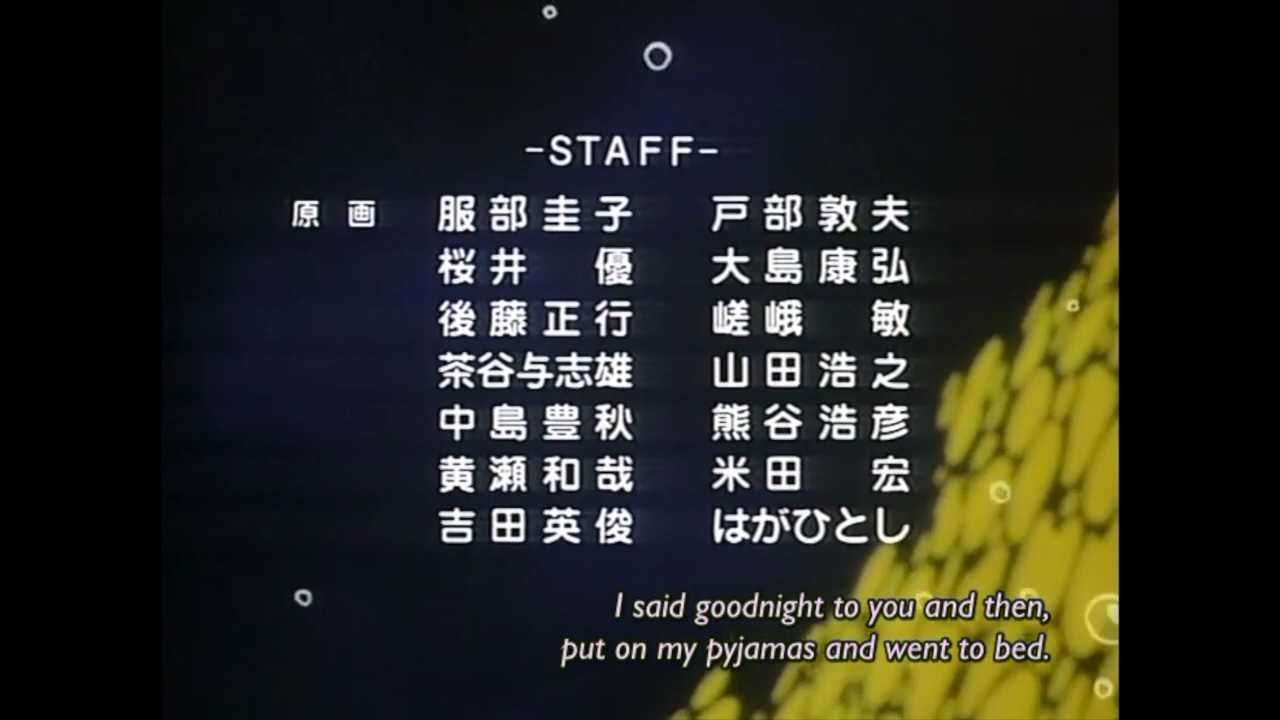 -STAFF-
原画 服部圭子 戸部敦夫
桜井 優 大島康弘
後藤正行 嵯峨 敏
茶谷与志雄 山田浩之
中島豊秋 熊谷浩彦
黄瀬和哉 米田 宏
吉田英俊 はがひとし
I said goodnight to you and then,
put on my pyjamas and went to bed.